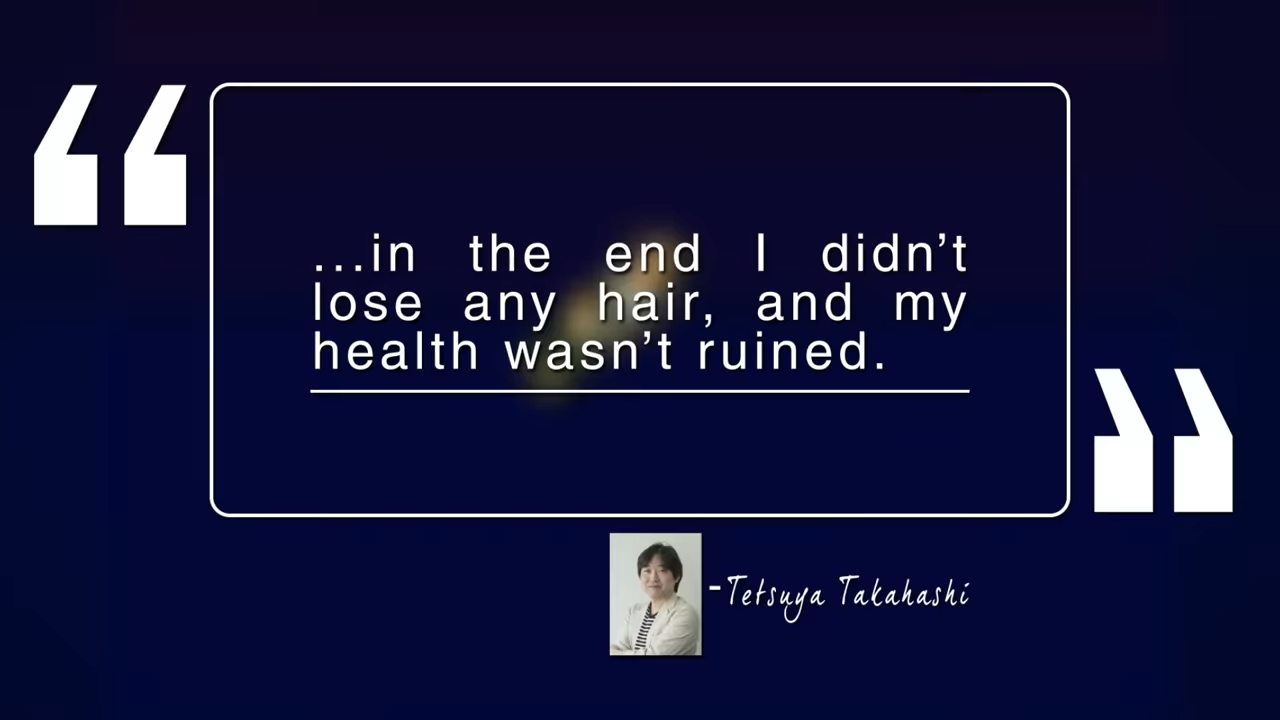 “
...in the end I didn’t
lose any hair, and my
health wasn’t ruined.
”
-Tetsuya Takahashi